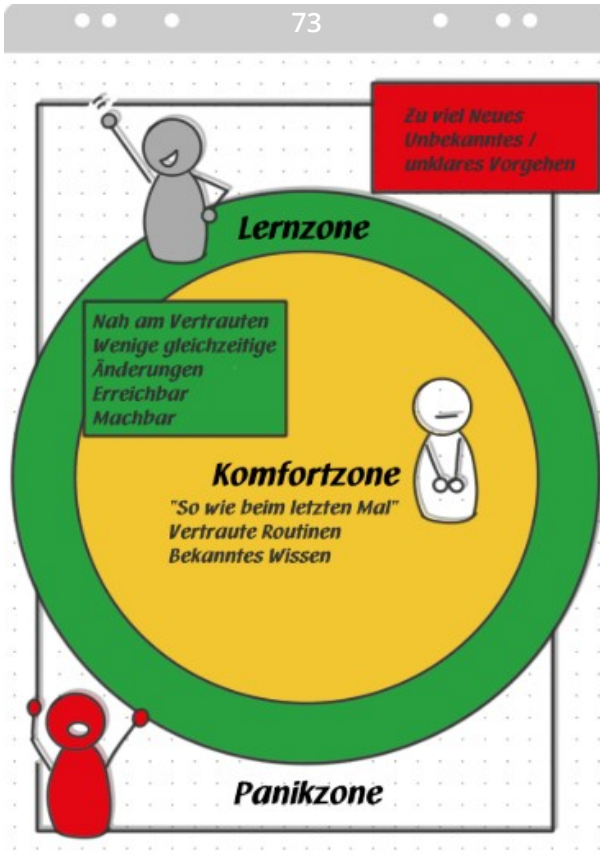 73
Zu viel Neues
Unbekanntes /
unklares Vorgehen
Lernzone
Nah am Vertrauten
Wenige gleichzeitige
Änderungen
Erreichbar
Machbar
Komfortzone
"So wie beim letzten Mal"
Vertraute Routinen
Bekanntes Wissen
Panikzone